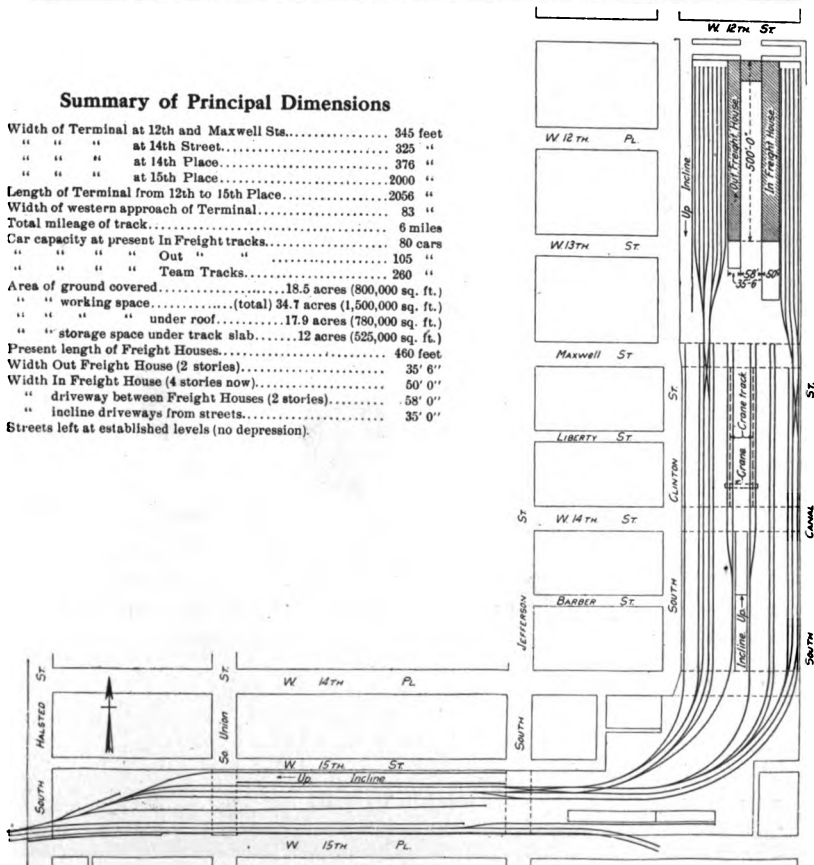 Summary of Principal Dimensions
Width of Terminal at 12th and Maxwell Sts.................. 345 feet
“ “ “ at 14th Street........................ 325 “
“ “ “ at 14th Place......................... 376 “
“ “ “ at 15th Place.........................2000 “
Length of Terminal from 12th to 15th Place................2056 “
Width of western approach of Terminal.................... 83 “
Total mileage of track....................................... 6 miles
Car capacity at present In Freight tracks.................... 80 cars
“ “ “ “ Out “ “ ..................... 105 “
“ “ “ “ Team Tracks................... 260 “
Area of ground covered.....................18.5 acres (800,000 sq. ft.)
“ “ working space............(total) 34.7 acres (1,500,000 sq. ft.)
“ “ “ “ under roof........17.9 acres (780,000 sq. ft.)
“ “ storage space under track slab......12 acres (525,000 sq. ft.)
Present length of Freight Houses............................ 460 feet
Width Out Freight House (2 stories)........................ 35' 6"
Width In Freight House (4 stories now)..................... 50' 0"
“ driveway between Freight Houses (2 stories)........... 58' 0"
“ incline driveways from streets........................ 35' 0"
Streets left at established levels (no depression).
W. 12TH ST.
W. 12TH PL.
W. 13TH ST.
MAXWELL ST
LIBERTY ST.
W. 14TH ST.
BARBER ST.
W. 14TH PL
W. 15TH ST.
W. 15TH PL.
SOUTH HALSTED ST.
So. Union ST.
SOUTH JEFFERSON ST.
SOUTH CLINTON ST.
SOUTH CANAL ST.
←Up Incline
Out Freight House
500'-0"
In Freight House
58'
50'
35'-6"
Crane track
Crane
Incline Up→
←Up Incline